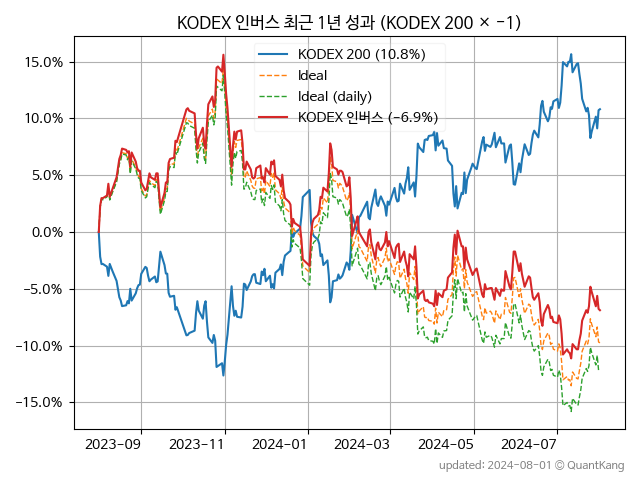 KODEX 인버스 최근 1년 성과 (KODEX 200 × −1)
KODEX 200 (10.8%)
Ideal
Ideal (daily)
KODEX 인버스 (−6.9%)
15.0%
10.0%
5.0%
0.0%
−5.0%
−10.0%
−15.0%
2023-09 2023-11 2024-01 2024-03 2024-05 2024-07
updated: 2024-08-01 © QuantKang